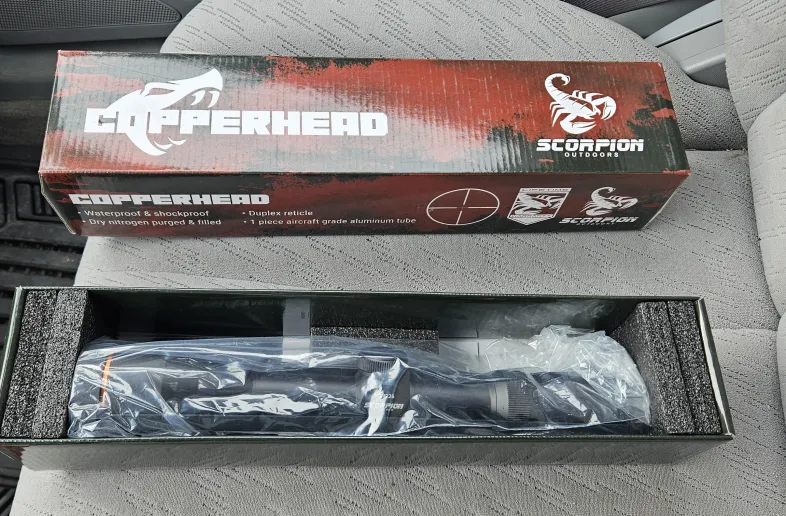 COPPERHEAD
SCORPION
OUTDOORS
COPPERHEAD
• Waterproof & shockproof
• Dry nitrogen purged & filled
• Duplex reticle
• 1 piece aircraft grade aluminum tube
SCORPION
SCORPION